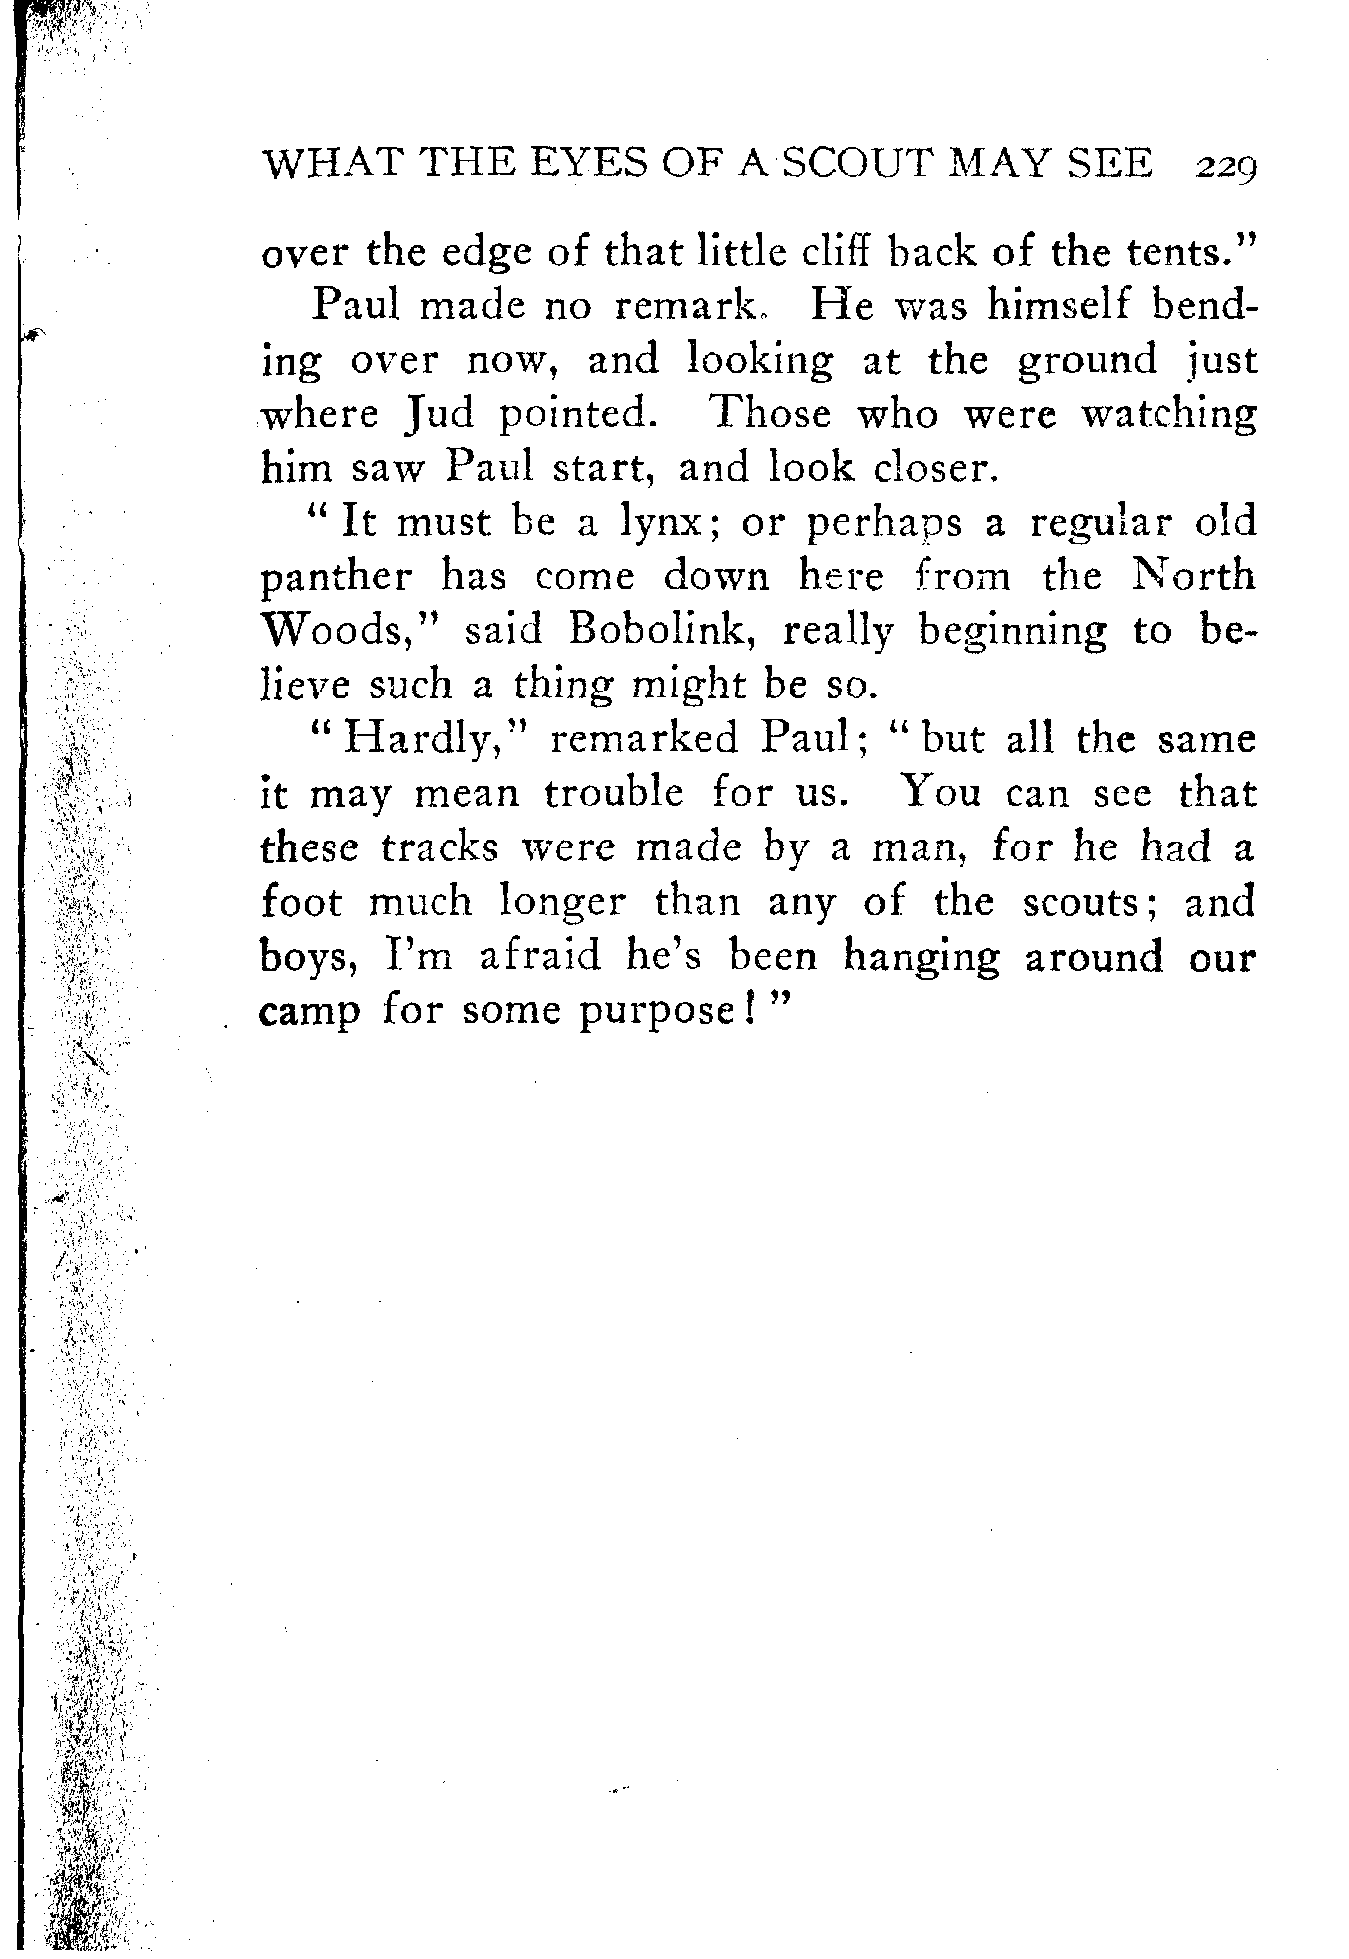 WHAT THE EYES OF A SCOUT MAY SEE 229
over the edge of that little cliff back of the tents."
Paul made no remark. He was himself bend-
ing over now, and looking at the ground just
where Jud pointed. Those who were watching
him saw Paul start, and look closer.
" It must be a lynx; or perhaps a regular old
panther has come down here from the North
Woods," said Bobolink, really beginning to be-
lieve such a thing might be so.
" Hardly," remarked Paul; " but all the same
it may mean trouble for us. You can see that
these tracks were made by a man, for he had a
foot much longer than any of the scouts; and
boys, I'm afraid he's been hanging around our
camp for some purpose! "